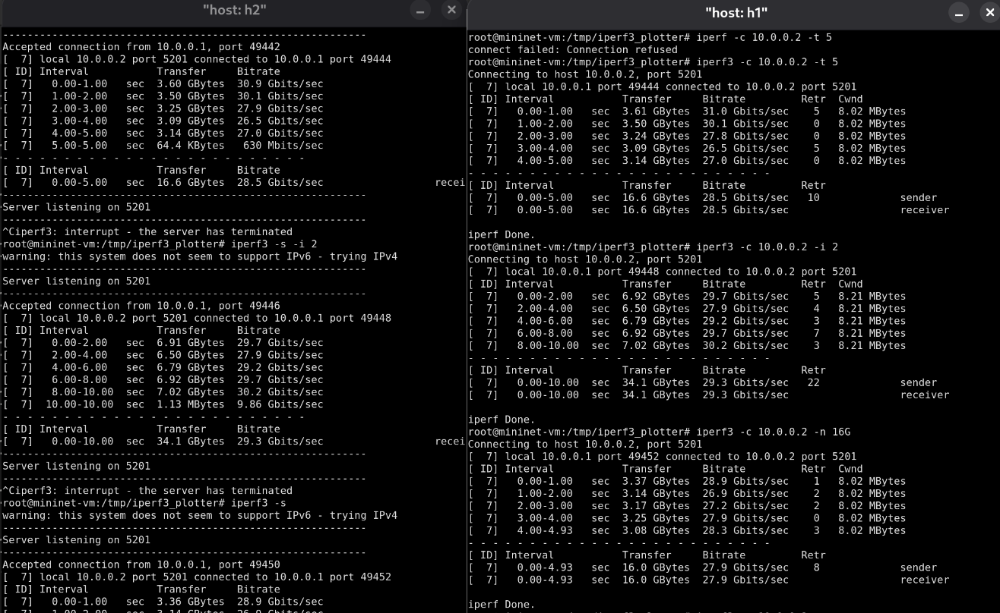 "host: h2"
-----------------------------------------------------------
Accepted connection from 10.0.0.1, port 49442
[  7] local 10.0.0.2 port 5201 connected to 10.0.0.1 port 49444
[ ID] Interval           Transfer     Bitrate
[  7]   0.00-1.00   sec  3.60 GBytes  30.9 Gbits/sec
[  7]   1.00-2.00   sec  3.50 GBytes  30.1 Gbits/sec
[  7]   2.00-3.00   sec  3.25 GBytes  27.9 Gbits/sec
[  7]   3.00-4.00   sec  3.09 GBytes  26.5 Gbits/sec
[  7]   4.00-5.00   sec  3.14 GBytes  27.0 Gbits/sec
[  7]   5.00-5.00   sec  64.4 KBytes   630 Mbits/sec
- - - - - - - - - - - - - - - - - - - - - - - - -
[ ID] Interval           Transfer     Bitrate
[  7]   0.00-5.00   sec  16.6 GBytes  28.5 Gbits/sec                  recei
-----------------------------------------------------------
Server listening on 5201
-----------------------------------------------------------
^Ciperf3: interrupt - the server has terminated
root@mininet-vm:/tmp/iperf3_plotter# iperf3 -s -i 2
warning: this system does not seem to support IPv6 - trying IPv4
-----------------------------------------------------------
Server listening on 5201
-----------------------------------------------------------
Accepted connection from 10.0.0.1, port 49446
[  7] local 10.0.0.2 port 5201 connected to 10.0.0.1 port 49448
[ ID] Interval           Transfer     Bitrate
[  7]   0.00-2.00   sec  6.91 GBytes  29.7 Gbits/sec
[  7]   2.00-4.00   sec  6.50 GBytes  27.9 Gbits/sec
[  7]   4.00-6.00   sec  6.79 GBytes  29.2 Gbits/sec
[  7]   6.00-8.00   sec  6.92 GBytes  29.7 Gbits/sec
[  7]   8.00-10.00  sec  7.02 GBytes  30.2 Gbits/sec
[  7]  10.00-10.00  sec  1.13 MBytes  9.86 Gbits/sec
- - - - - - - - - - - - - - - - - - - - - - - - -
[ ID] Interval           Transfer     Bitrate
[  7]   0.00-10.00  sec  34.1 GBytes  29.3 Gbits/sec                  recei
-----------------------------------------------------------
Server listening on 5201
-----------------------------------------------------------
^Ciperf3: interrupt - the server has terminated
root@mininet-vm:/tmp/iperf3_plotter# iperf3 -s
warning: this system does not seem to support IPv6 - trying IPv4
-----------------------------------------------------------
Server listening on 5201
-----------------------------------------------------------
Accepted connection from 10.0.0.1, port 49450
[  7] local 10.0.0.2 port 5201 connected to 10.0.0.1 port 49452
[ ID] Interval           Transfer     Bitrate
[  7]   0.00-1.00   sec  3.36 GBytes  28.9 Gbits/sec
[  7]   1.00-2.00   sec  3.14 GBytes  26.9 Gbits/sec
"host: h1"
root@mininet-vm:/tmp/iperf3_plotter# iperf -c 10.0.0.2 -t 5
connect failed: Connection refused
root@mininet-vm:/tmp/iperf3_plotter# iperf3 -c 10.0.0.2 -t 5
Connecting to host 10.0.0.2, port 5201
[  7] local 10.0.0.1 port 49444 connected to 10.0.0.2 port 5201
[ ID] Interval           Transfer     Bitrate         Retr  Cwnd
[  7]   0.00-1.00   sec  3.61 GBytes  31.0 Gbits/sec    5   8.02 MBytes
[  7]   1.00-2.00   sec  3.50 GBytes  30.1 Gbits/sec    0   8.02 MBytes
[  7]   2.00-3.00   sec  3.24 GBytes  27.8 Gbits/sec    0   8.02 MBytes
[  7]   3.00-4.00   sec  3.09 GBytes  26.5 Gbits/sec    5   8.02 MBytes
[  7]   4.00-5.00   sec  3.14 GBytes  27.0 Gbits/sec    0   8.02 MBytes
- - - - - - - - - - - - - - - - - - - - - - - - -
[ ID] Interval           Transfer     Bitrate         Retr
[  7]   0.00-5.00   sec  16.6 GBytes  28.5 Gbits/sec   10             sender
[  7]   0.00-5.00   sec  16.6 GBytes  28.5 Gbits/sec                  receiver
iperf Done.
root@mininet-vm:/tmp/iperf3_plotter# iperf3 -c 10.0.0.2 -i 2
Connecting to host 10.0.0.2, port 5201
[  7] local 10.0.0.1 port 49448 connected to 10.0.0.2 port 5201
[ ID] Interval           Transfer     Bitrate         Retr  Cwnd
[  7]   0.00-2.00   sec  6.92 GBytes  29.7 Gbits/sec    5   8.21 MBytes
[  7]   2.00-4.00   sec  6.50 GBytes  27.9 Gbits/sec    4   8.21 MBytes
[  7]   4.00-6.00   sec  6.79 GBytes  29.2 Gbits/sec    3   8.21 MBytes
[  7]   6.00-8.00   sec  6.92 GBytes  29.7 Gbits/sec    7   8.21 MBytes
[  7]   8.00-10.00  sec  7.02 GBytes  30.2 Gbits/sec    3   8.21 MBytes
- - - - - - - - - - - - - - - - - - - - - - - - -
[ ID] Interval           Transfer     Bitrate         Retr
[  7]   0.00-10.00  sec  34.1 GBytes  29.3 Gbits/sec   22             sender
[  7]   0.00-10.00  sec  34.1 GBytes  29.3 Gbits/sec                  receiver
iperf Done.
root@mininet-vm:/tmp/iperf3_plotter# iperf3 -c 10.0.0.2 -n 16G
Connecting to host 10.0.0.2, port 5201
[  7] local 10.0.0.1 port 49452 connected to 10.0.0.2 port 5201
[ ID] Interval           Transfer     Bitrate         Retr  Cwnd
[  7]   0.00-1.00   sec  3.37 GBytes  28.9 Gbits/sec    1   8.02 MBytes
[  7]   1.00-2.00   sec  3.14 GBytes  26.9 Gbits/sec    2   8.02 MBytes
[  7]   2.00-3.00   sec  3.17 GBytes  27.2 Gbits/sec    2   8.02 MBytes
[  7]   3.00-4.00   sec  3.25 GBytes  27.9 Gbits/sec    0   8.02 MBytes
[  7]   4.00-4.93   sec  3.08 GBytes  28.3 Gbits/sec    3   8.02 MBytes
- - - - - - - - - - - - - - - - - - - - - - - - -
[ ID] Interval           Transfer     Bitrate         Retr
[  7]   0.00-4.93   sec  16.0 GBytes  27.9 Gbits/sec    8             sender
[  7]   0.00-4.93   sec  16.0 GBytes  27.9 Gbits/sec                  receiver
iperf Done.